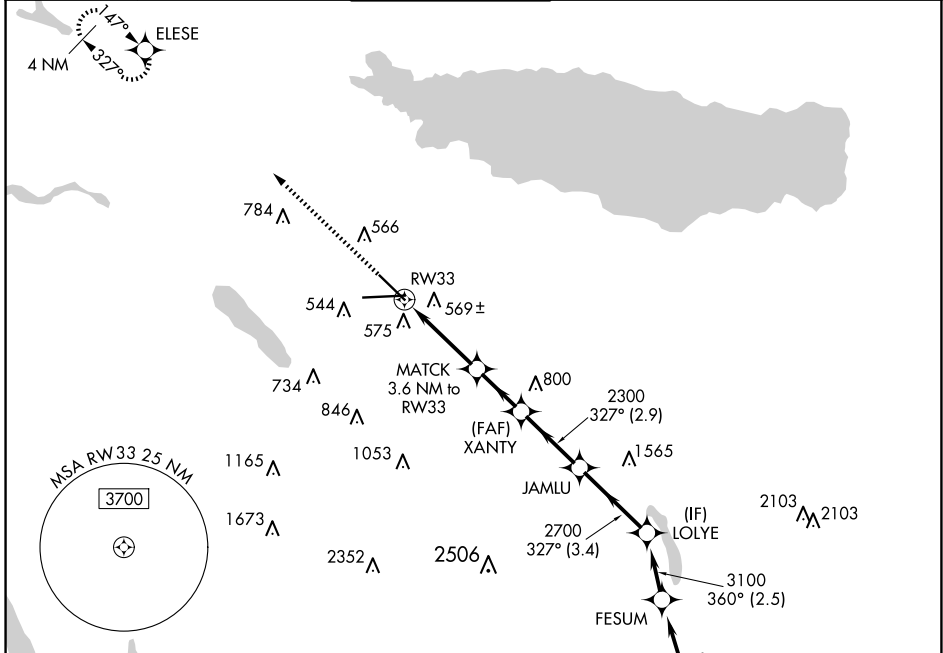 147°
ELESE
4 NM
327°
784
566
RW33
544
569±
575
MATCK
3.6 NM to
RW33
800
734
2300
327° (2.9)
846
(FAF)
XANTY
1053
1565
1165
MSA RW33 25 NM
JAMLU
3700
2103
2103
(IF)
LOLYE
1673
2700
327° (3.4)
2352
2506
3100
360° (2.5)
FESUM